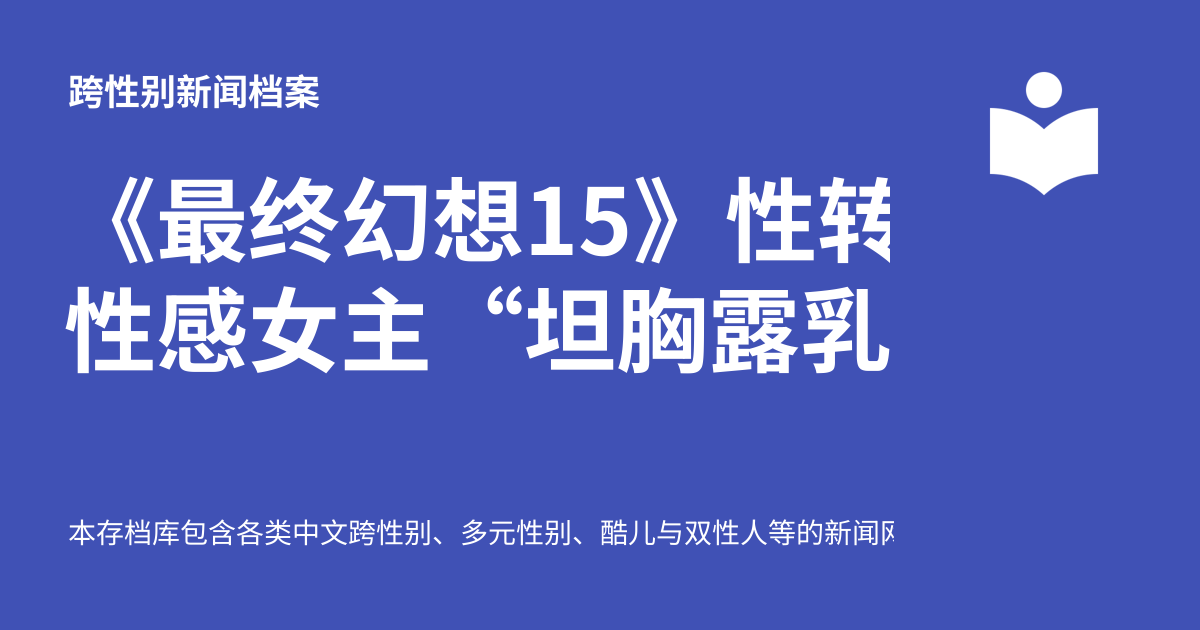 跨性别新闻档案
《最终幻想15》性转
性感女主“坦胸露乳
本存档库包含各类中文跨性别、多元性别、酷儿与双性人等的新闻网